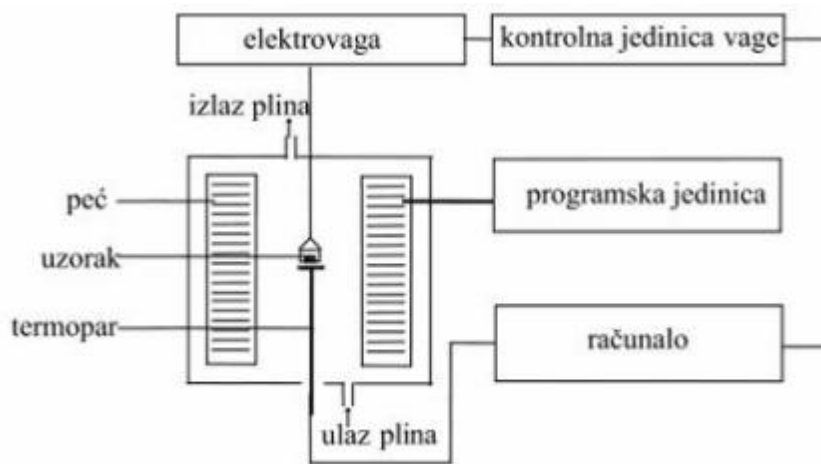 elektrovaga
kontrolna jedinica vage
izlaz plina
peć
programska jedinica
uzorak
termopar
računalo
ulaz plina